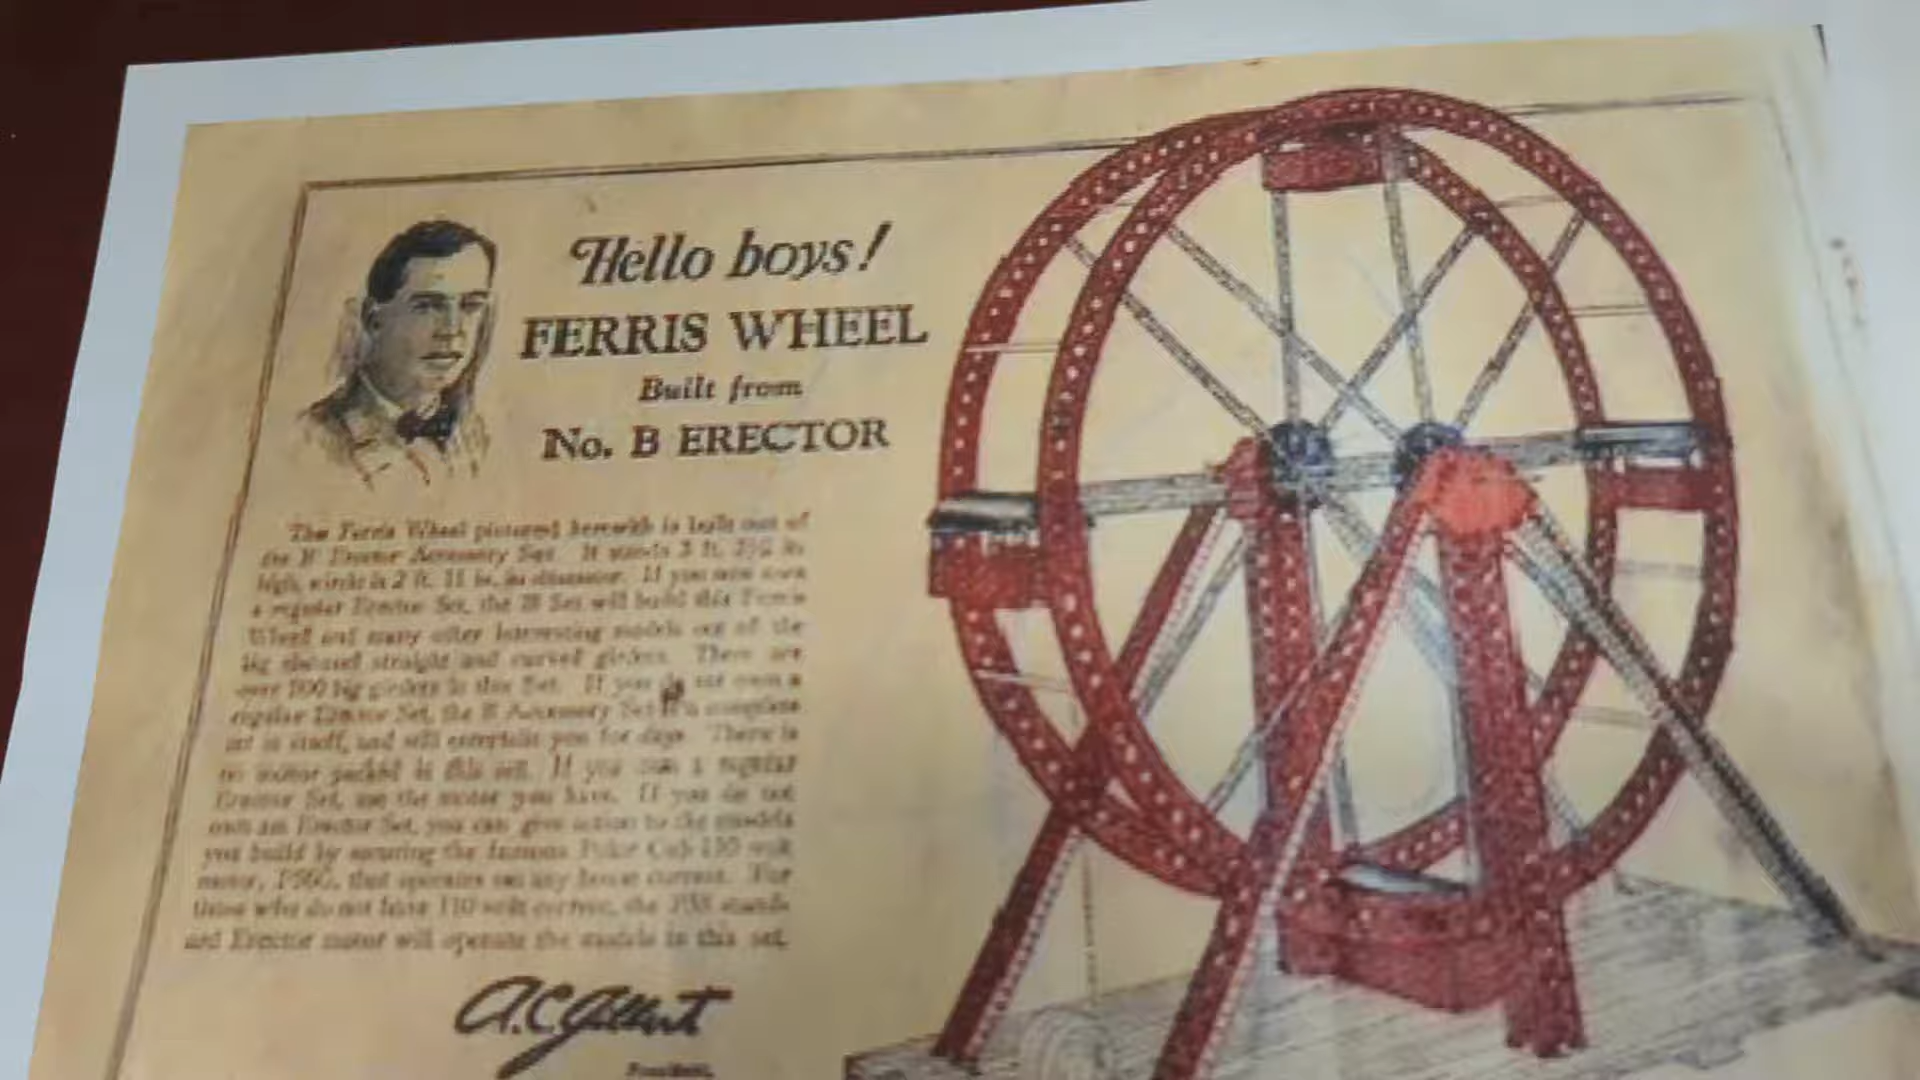 Hello boys!
FERRIS WHEEL
Built from
No. B ERECTOR
The Ferris Wheel pictured herewith is built out of
the B Erector Accessory Set. It stands 3 ft.
high, circle is 2 ft. 11 in. in diameter. If you now own
a regular Erector Set, the B Set will build this Ferris
Wheel and many other interesting models out of the
big channel straight and curved girders. There are
over 100 big girders in this Set. If you do not own a
regular Erector Set, the B Accessory Set is a complete
set in itself, and will entertain you for days. There is
no motor packed in this set. If you own a regular
Erector Set, use the motor you have. If you do not
own an Erector Set, you can give action to the models
you build by securing the famous Polar Cub 110 volt
motor, that operates on any house current. For
those who do not have 110 volt current, the P58 stand-
ard Erector motor will operate the models in this set.
A.C. Gilbert
President.